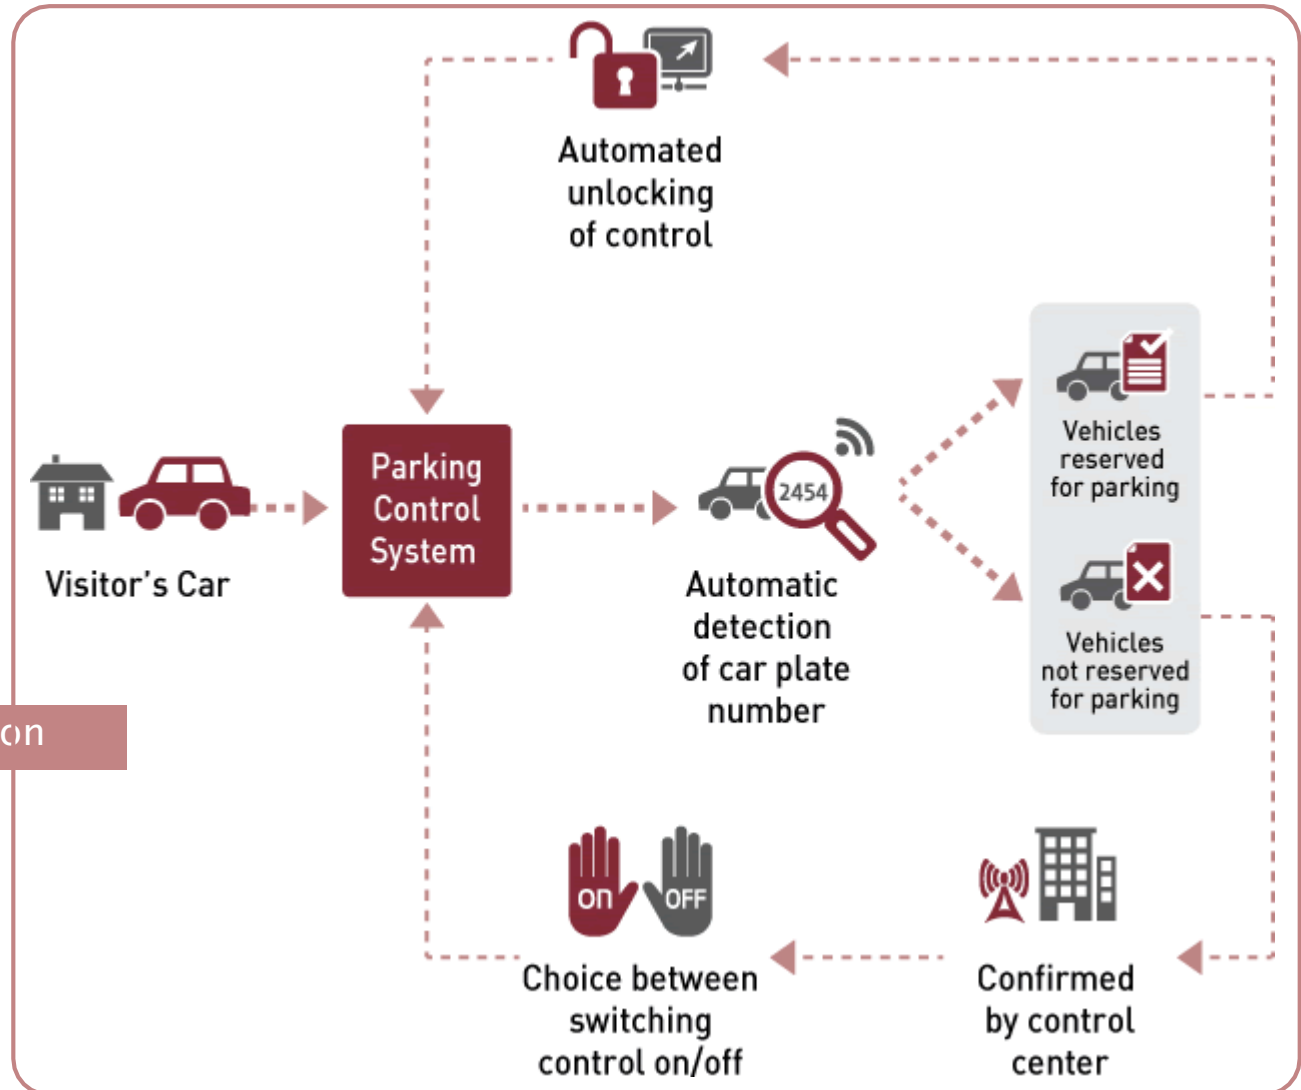 Automated
unlocking
of control
Parking
Control
System
2454
Visitor's Car
Automatic
detection
of car plate
number
Vehicles
reserved
for parking
Vehicles
not reserved
for parking
on
ON
OFF
Choice between
switching
control on/off
Confirmed
by control
center